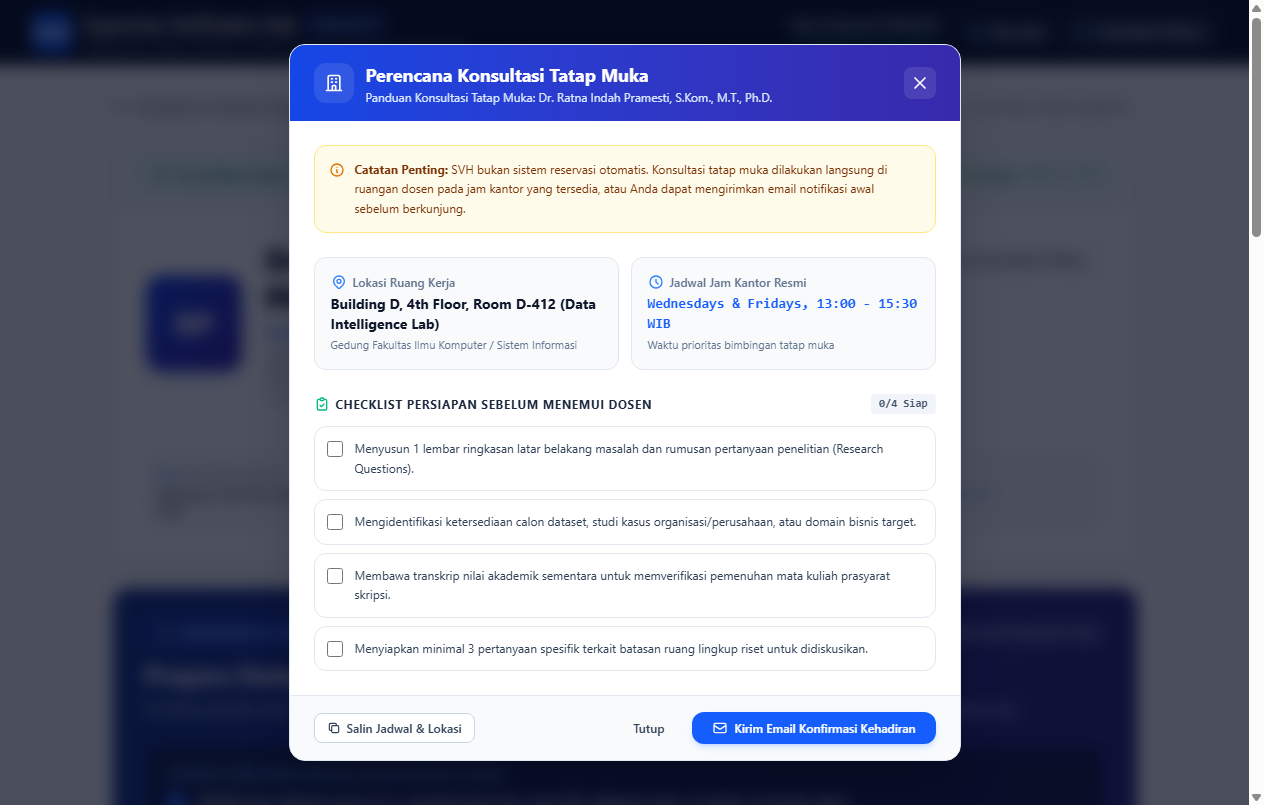 Perencana Konsultasi Tatap Muka
Panduan Konsultasi Tatap Muka: Dr. Ratna Indah Pramesti, S.Kom., M.T., Ph.D.
Catatan Penting: SVH bukan sistem reservasi otomatis. Konsultasi tatap muka dilakukan langsung di
ruangan dosen pada jam kantor yang tersedia, atau Anda dapat mengirimkan email notifikasi awal
sebelum berkunjung.
Lokasi Ruang Kerja
Building D, 4th Floor, Room D-412 (Data
Intelligence Lab)
Gedung Fakultas Ilmu Komputer / Sistem Informasi
Jadwal Jam Kantor Resmi
Wednesdays & Fridays, 13:00 - 15:30
WIB
Waktu prioritas bimbingan tatap muka
CHECKLIST PERSIAPAN SEBELUM MENEMUI DOSEN
0/4 Siap
Menyusun 1 lembar ringkasan latar belakang masalah dan rumusan pertanyaan penelitian (Research
Questions).
Mengidentifikasi ketersediaan calon dataset, studi kasus organisasi/perusahaan, atau domain bisnis target.
Membawa transkrip nilai akademik sementara untuk memverifikasi pemenuhan mata kuliah prasyarat
skripsi.
Menyiapkan minimal 3 pertanyaan spesifik terkait batasan ruang lingkup riset untuk didiskusikan.
Salin Jadwal & Lokasi
Tutup
Kirim Email Konfirmasi Kehadiran